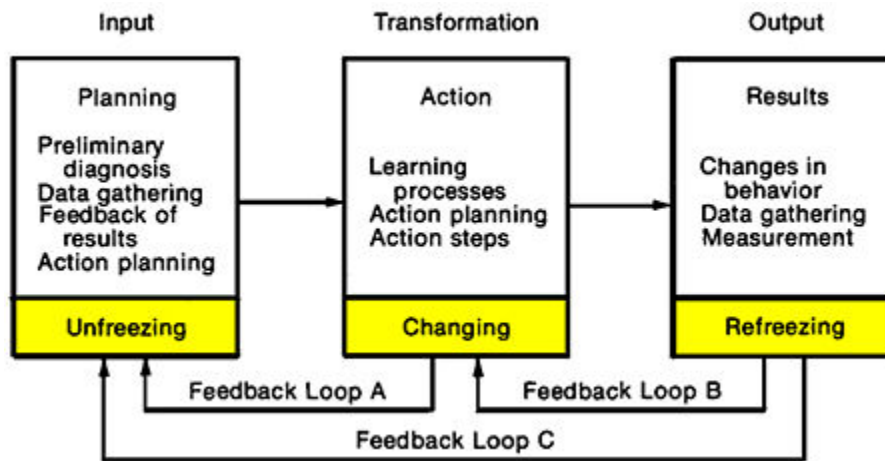 Input
Transformation
Output
Planning
Preliminary
diagnosis
Data gathering
Feedback of
results
Action planning
Unfreezing
Action
Learning
processes
Action planning
Action steps
Changing
Results
Changes in
behavior
Data gathering
Measurement
Refreezing
Feedback Loop A
Feedback Loop B
Feedback Loop C